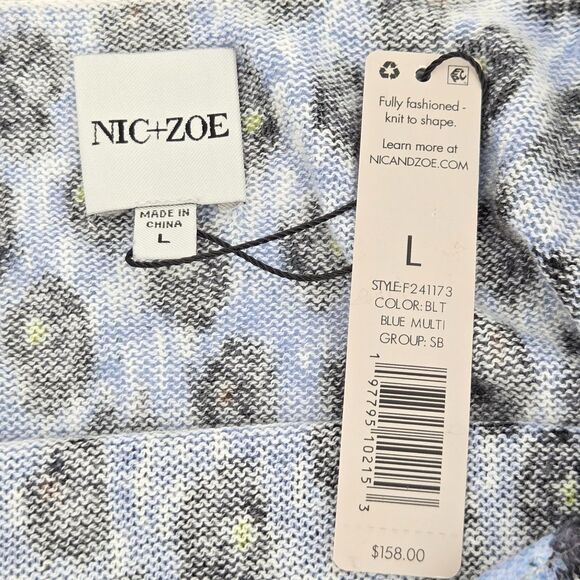 NIC+ZOE
MADE IN
CHINA
L
Fully fashioned -
knit to shape.
Learn more at
NICANDZOE.COM
L
STYLE:F241173
COLOR: BLT
BLUE MULTI
GROUP: SB
1 97795 10215 3
$158.00